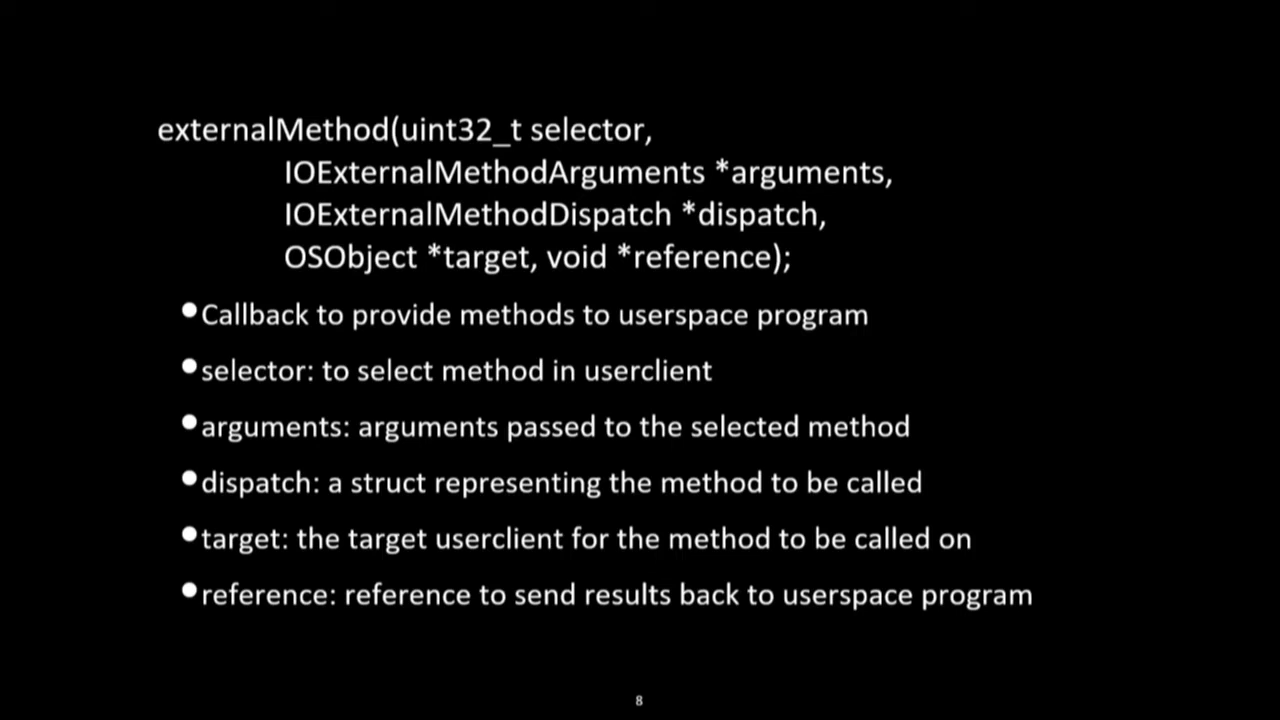 externalMethod(uint32_t selector,
IOExternalMethodArguments *arguments,
IOExternalMethodDispatch *dispatch,
OSObject *target, void *reference);
•Callback to provide methods to userspace program
•selector: to select method in userclient
•arguments: arguments passed to the selected method
•dispatch: a struct representing the method to be called
•target: the target userclient for the method to be called on
•reference: reference to send results back to userspace program
8